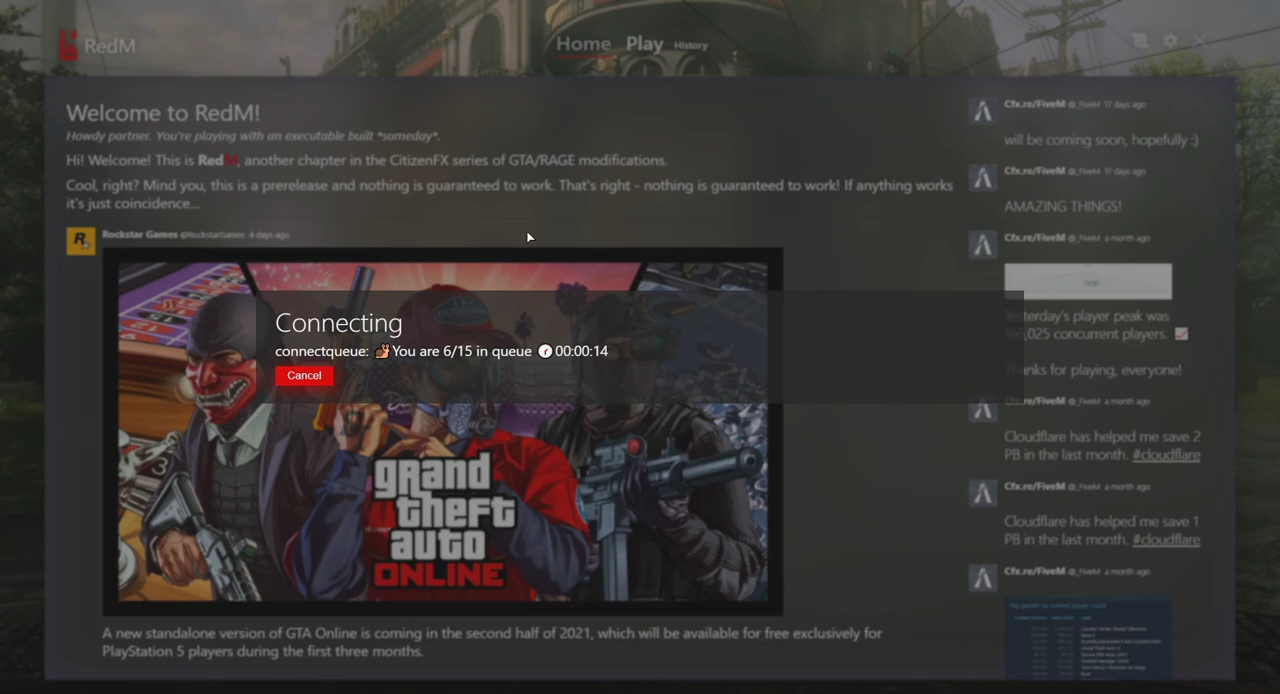 RedM
Home Play History
Welcome to RedM!
Howdy partner. You're playing with an executable built *someday*.
Hi! Welcome! This is RedM, another chapter in the CitizenFX series of GTA/RAGE modifications.
Cool, right? Mind you, this is a prerelease and nothing is guaranteed to work. That's right - nothing is guaranteed to work! If anything works
it's just coincidence...
Rockstar Games @RockstarGames 4 days ago
Connecting
connectqueue: 🐌You are 6/15 in queue 🕜00:00:14
Cancel
grand
theft
auto
ONLINE
A new standalone version of GTA Online is coming in the second half of 2021, which will be available for free exclusively for
PlayStation 5 players during the first three months.
Cfx.re/FiveM @_FiveM 17 days ago
will be coming soon, hopefully :)
Cfx.re/FiveM @_FiveM 17 days ago
AMAZING THINGS!
Cfx.re/FiveM @_FiveM a month ago
Yesterday's player peak was
,025 concurrent players. 📈
Thanks for playing, everyone!
Cfx.re/FiveM @_FiveM a month ago
Cloudflare has helped me save 2
PB in the last month. #cloudflare
Cfx.re/FiveM @_FiveM a month ago
Cloudflare has helped me save 1
PB in the last month. #cloudflare
Cfx.re/FiveM @_FiveM a month ago
Top games by current player count